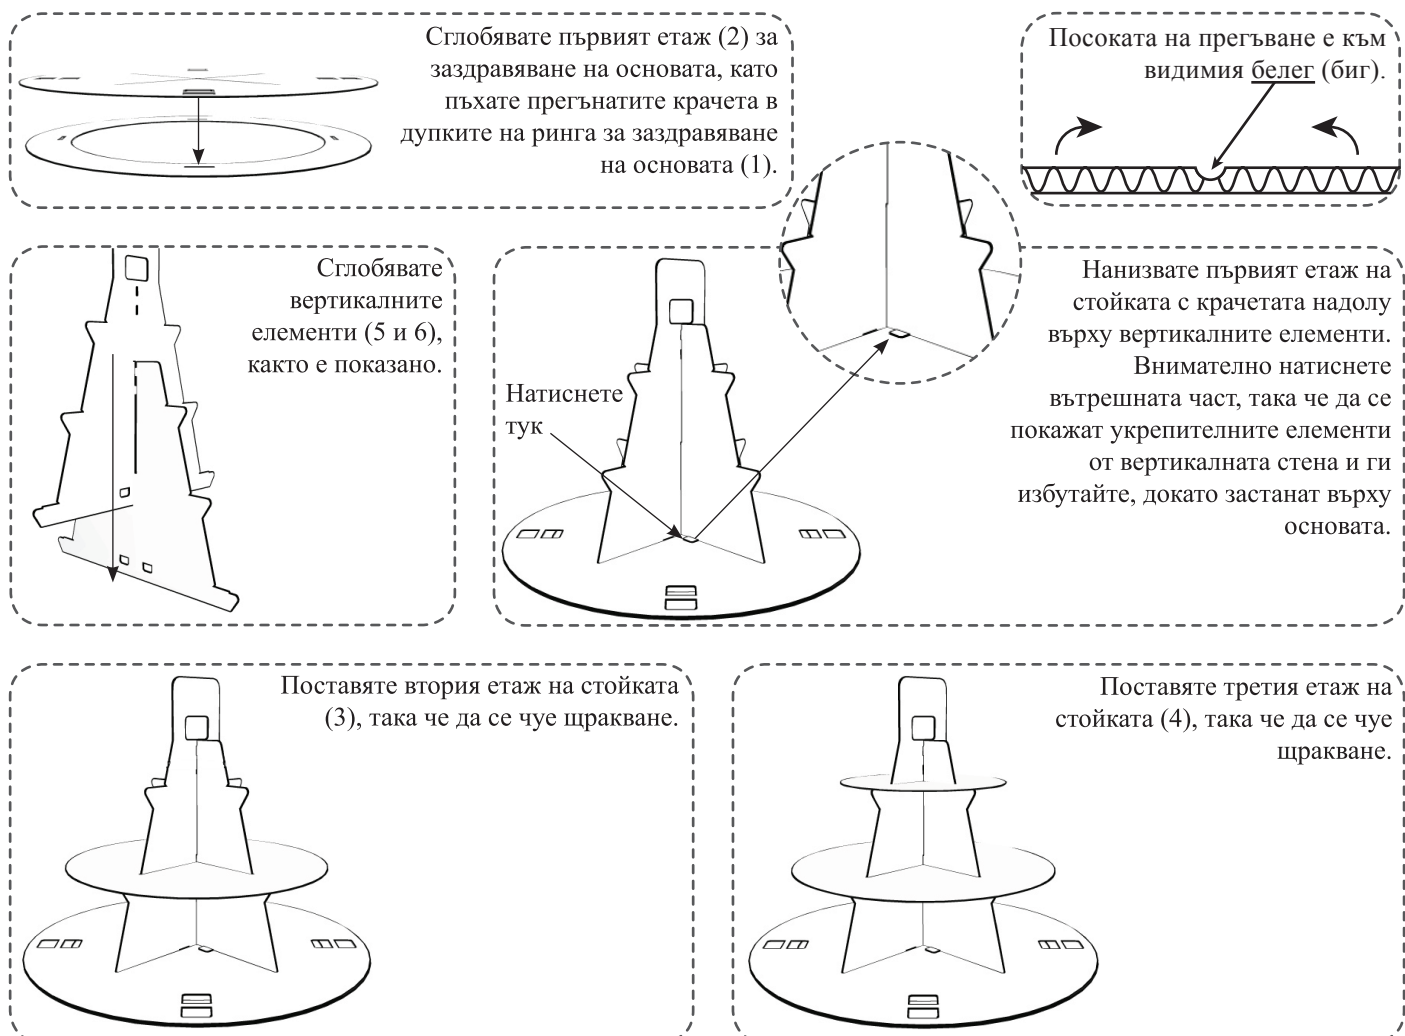 Сглобявате първият етаж (2) за
заздравяване на основата, като
пъхате прегънатите крачета в
дупките на ринга за заздравяване
на основата (1).
Посоката на прегъване е към
видимия белег (биг).
Сглобявате
вертикалните
елементи (5 и 6),
както е показано.
Натиснете
тук
Нанизвате първият етаж на
стойката с крачетата надолу
върху вертикалните елементи.
Внимателно натиснете
вътрешната част, така че да се
покажат укрепителните елементи
от вертикалната стена и ги
избутайте, докато застанат върху
основата.
Поставяте втория етаж на стойката
(3), така че да се чуе щракване.
Поставяте третия етаж на
стойката (4), така че да се чуе
щракване.